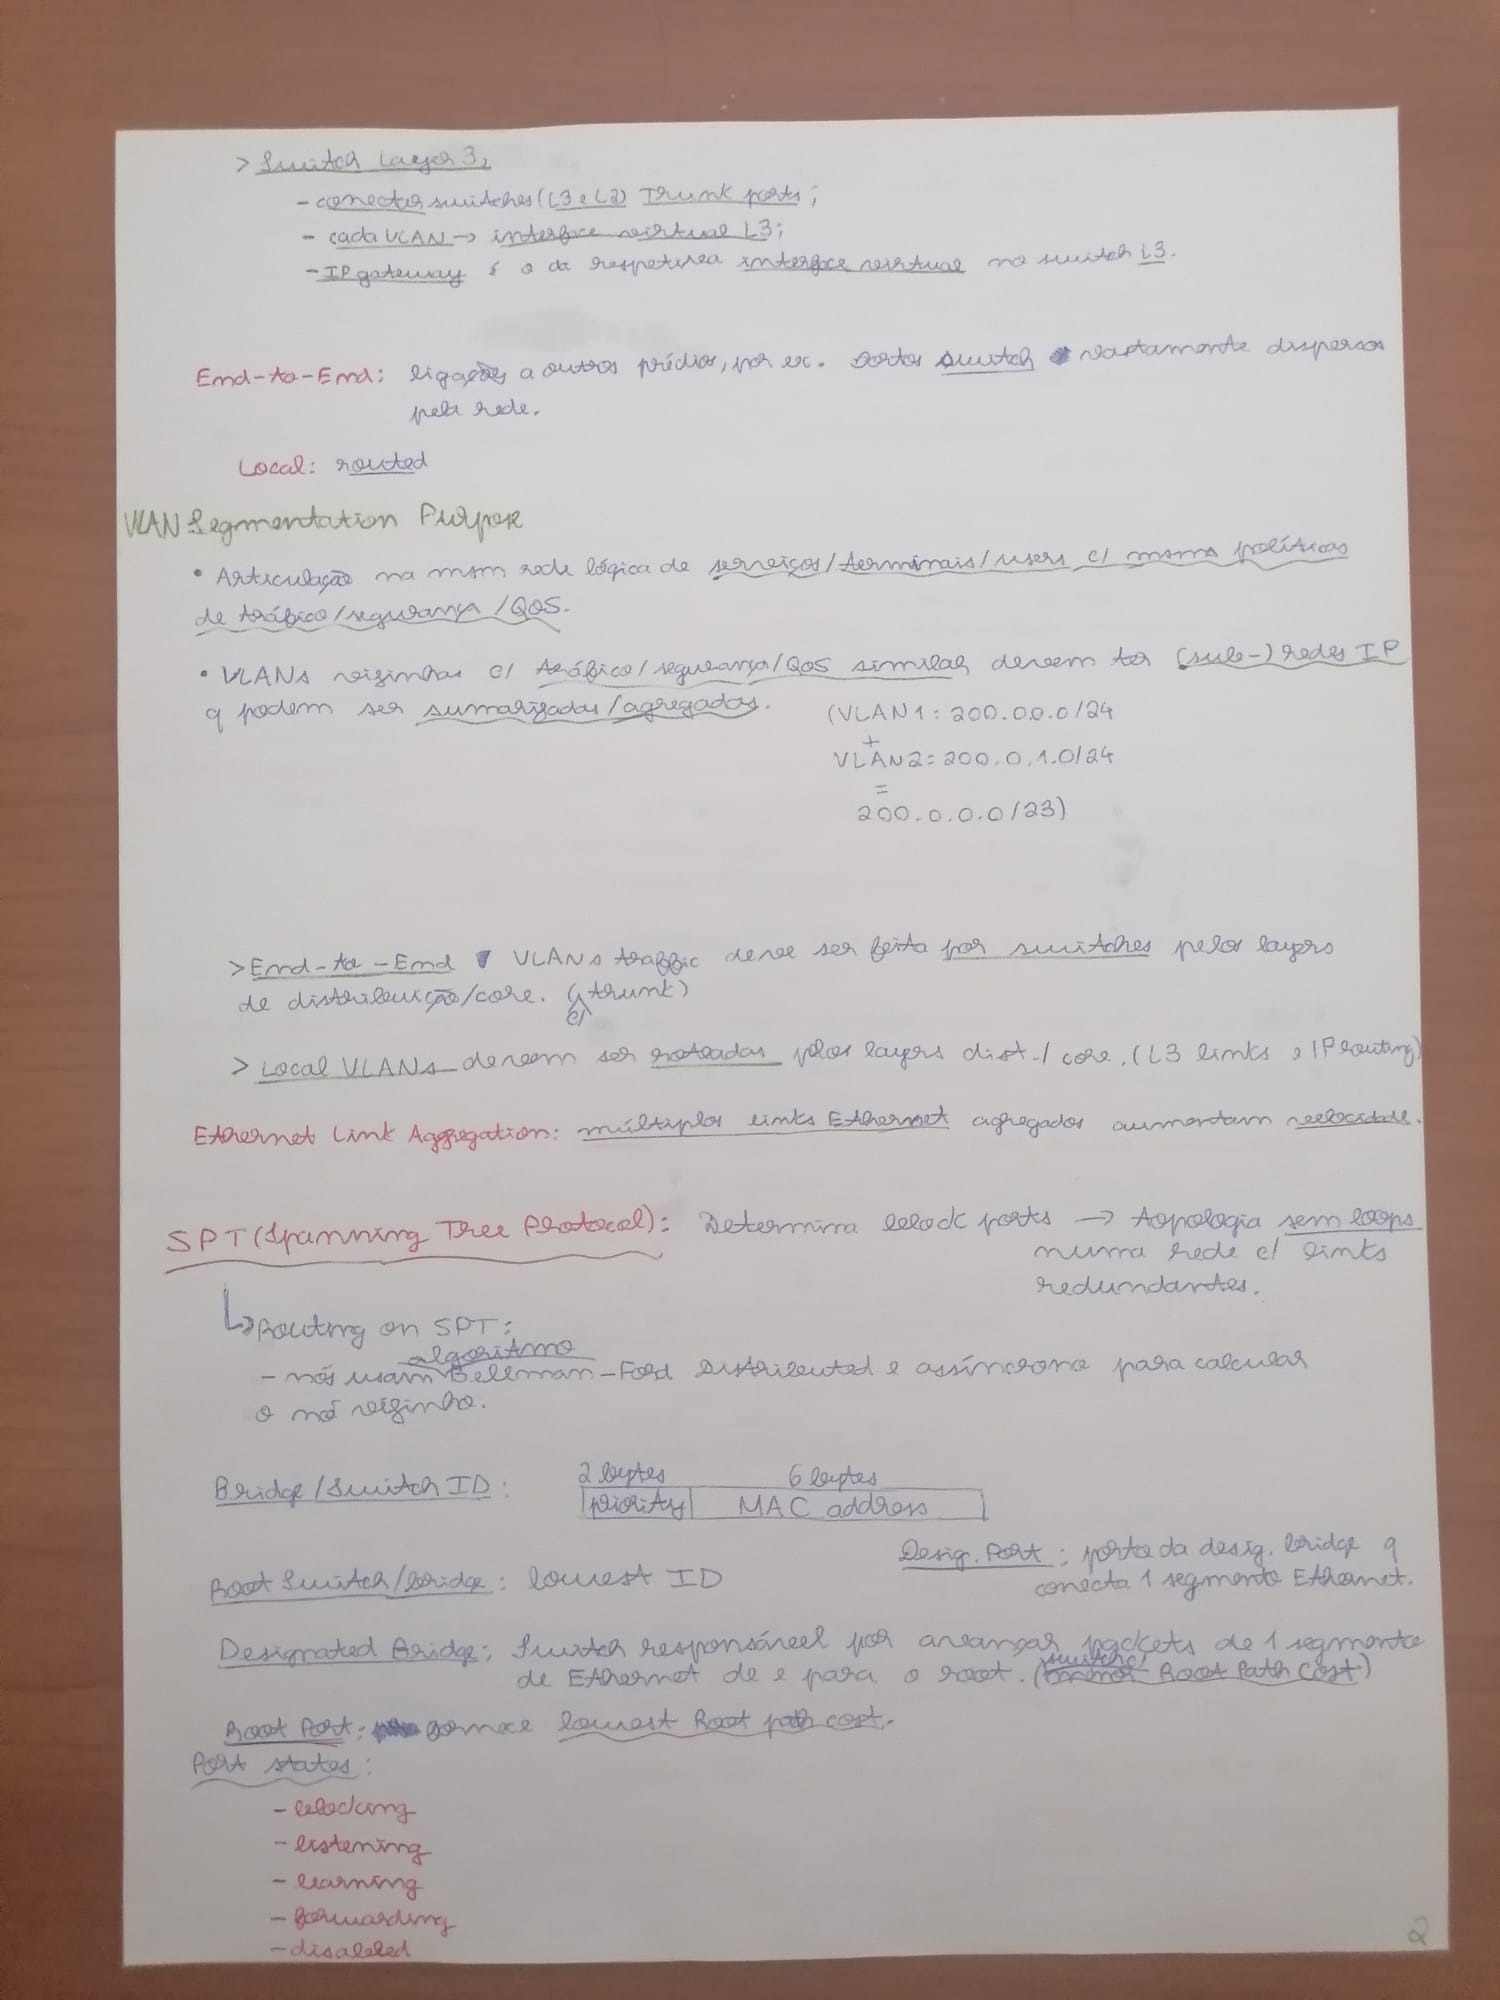 > Switch Layer 3,
- conectar switches (L3 e L2) Trunk ports;
- cada VLAN -> interface virtual L3;
- IP gateway é o da respetiva interface virtual no switch L3.
End-to-End: ligações a outros prédios, por ex. switch vastamente dispersos
pela rede.
Local: routed
VLAN Segmentation Purpose
• Articulação na msm rede lógica de serviços/terminais/users c/ msms políticas
de tráfico/segurança/QOS.
• VLANs vizinhas c/ tráfico/segurança/QOS similar devem ter (sub-) redes IP
q podem ser sumarizadas/agregadas.
(VLAN1: 200.0.0.0/24
+
VLAN2= 200.0.1.0/24
=
200.0.0.0/23)
> End-to-End VLANs traffic deve ser feita por switches pelos layers
de distribuição/core. (c/ trunk)
> Local VLANs devem ser roteadas pelos layers dist./core. (L3 links e IP routing)
Ethernet Link Aggregation: múltiplos links Ethernet agregados aumentam velocidade.
SPT (Spanning Tree Protocol): Determina block ports -> topologia sem loops
numa rede c/ links
redundantes.
Routing on SPT:
- nós usam algoritmo Bellman-Ford Distributed e assíncrono para calcular
o nó vizinho.
2 bytes 6 bytes
Bridge/Switch ID: priority MAC address
Desig. Port: porta da desig. bridge q
conecta 1 segmento Ethernet.
Root Switch/bridge: lowest ID
Designated Bridge: Switch responsável por avançar packets de 1 segmento
de Ethernet de e para o root. (switch c/ menor Root Path Cost)
Root Port: fornece lowest Root path cost.
Port states:
- blocking
- listening
- learning
- forwarding
- disabled
2